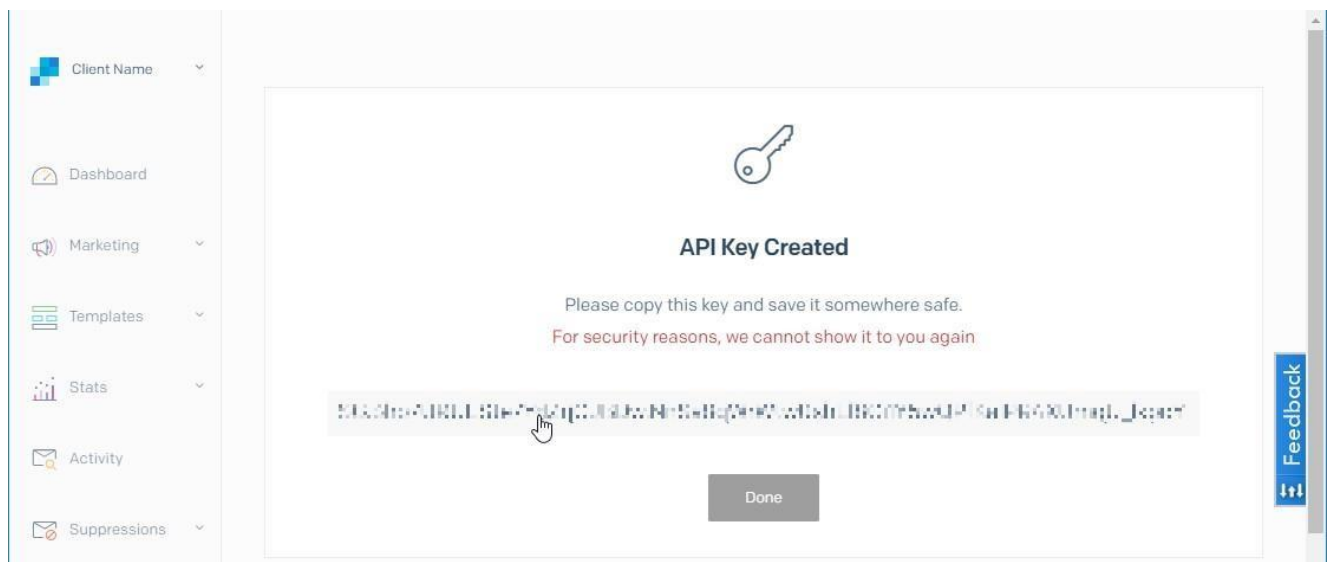 Client Name
Dashboard
Marketing
Templates
Stats
Activity
Suppressions
API Key Created
Please copy this key and save it somewhere safe.
For security reasons, we cannot show it to you again
Done
Feedback